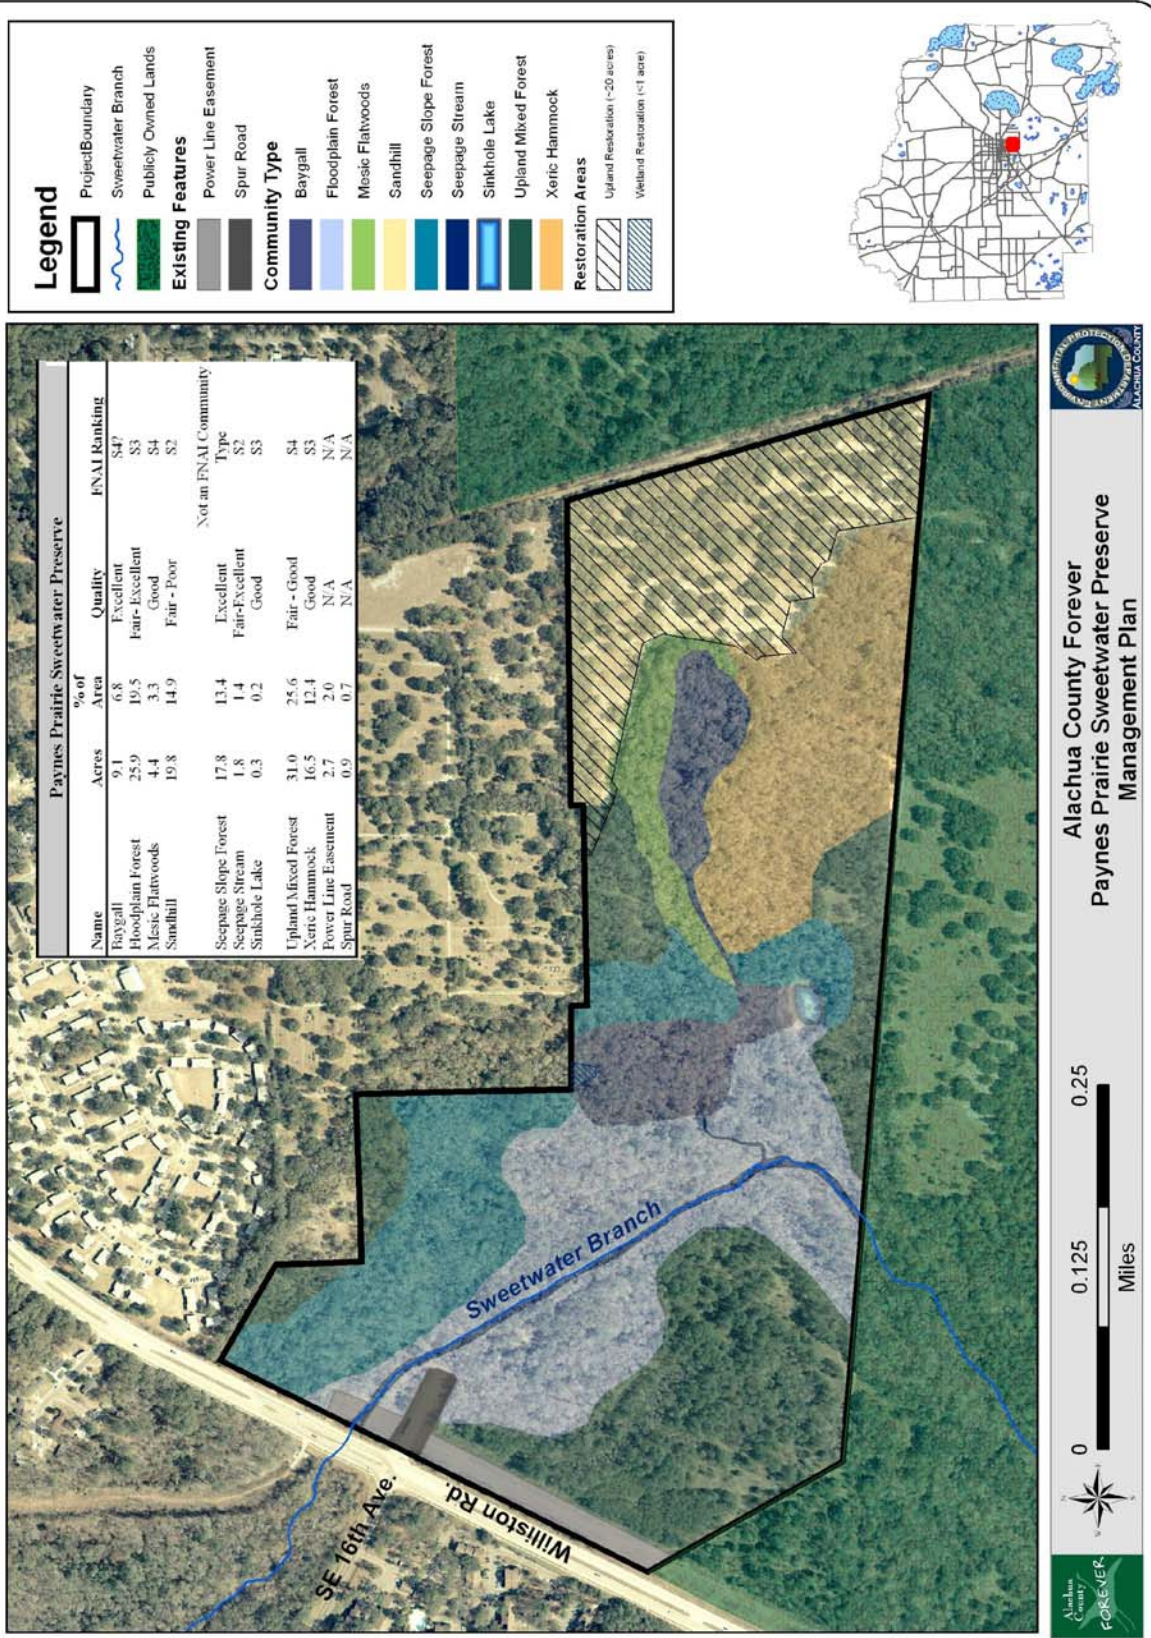 Paynes Prairie Sweetwater Preserve
Name Acres % of Area Quality FNAI Ranking
Baygall 9.1 6.8 Excellent S4?
Floodplain Forest 25.9 19.5 Fair- Excellent S3
Mesic Flatwoods 4.4 3.3 Good S4
Sandhill 19.8 14.9 Fair - Poor S2
Seepage Slope Forest 17.8 13.4 Excellent Not an FNAI Community Type
Seepage Stream 1.8 1.4 Fair-Excellent S2
Sinkhole Lake 0.3 0.2 Good S3
Upland Mixed Forest 31.0 25.6 Fair - Good S4
Xeric Hammock 16.5 12.4 Good S3
Power Line Easement 2.7 2.0 N/A N/A
Spur Road 0.9 0.7 N/A N/A
SE 16th Ave.
Williston Rd.
Sweetwater Branch
Legend
ProjectBoundary
Sweetwater Branch
Publicly Owned Lands
Existing Features
Power Line Easement
Spur Road
Community Type
Baygall
Floodplain Forest
Mesic Flatwoods
Sandhill
Seepage Slope Forest
Seepage Stream
Sinkhole Lake
Upland Mixed Forest
Xeric Hammock
Restoration Areas
Upland Restoration (~20 acres)
Wetland Restoration (<1 acre)
Alachua County
FOREVER
N
W
E
S
0 0.125 0.25
Miles
Alachua County Forever
Paynes Prairie Sweetwater Preserve
Management Plan
ENVIRONMENTAL PROTECTION DEPARTMENT
ALACHUA COUNTY